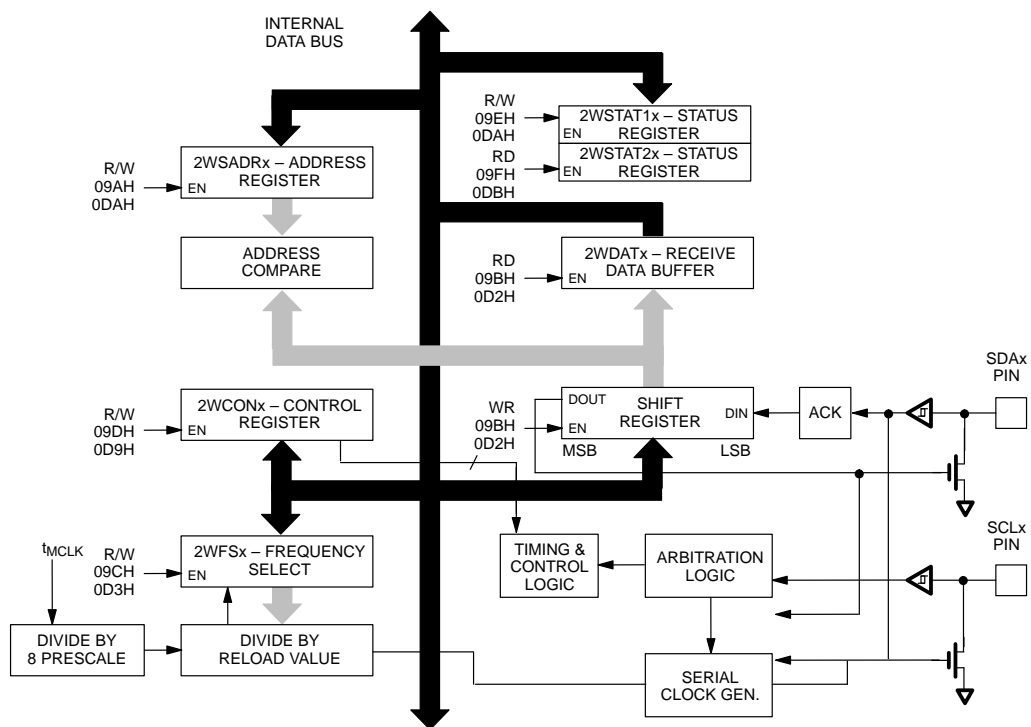 INTERNAL
DATA BUS
R/W
09EH
0DAH
2WSTAT1x – STATUS
REGISTER
EN
RD
09FH
0DBH
2WSTAT2x – STATUS
REGISTER
EN
R/W
09AH
0DAH
2WSADRx – ADDRESS
REGISTER
EN
ADDRESS
COMPARE
RD
09BH
0D2H
2WDATx – RECEIVE
DATA BUFFER
EN
SDAx
PIN
R/W
09DH
0D9H
2WCONx – CONTROL
REGISTER
EN
WR
09BH
0D2H
DOUT
SHIFT
REGISTER
DIN
EN
MSB
LSB
ACK
SCLx
PIN
tMCLK
R/W
09CH
0D3H
2WFSx – FREQUENCY
SELECT
EN
TIMING &
CONTROL
LOGIC
ARBITRATION
LOGIC
DIVIDE BY
8 PRESCALE
DIVIDE BY
RELOAD VALUE
SERIAL
CLOCK GEN.